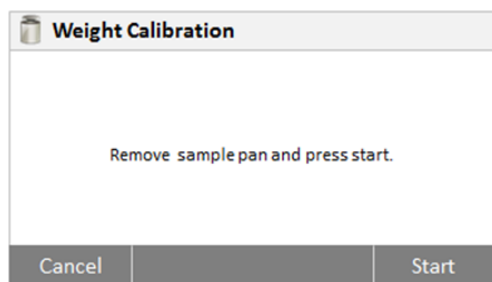 Weight Calibration
Remove sample pan and press start.
Cancel
Start